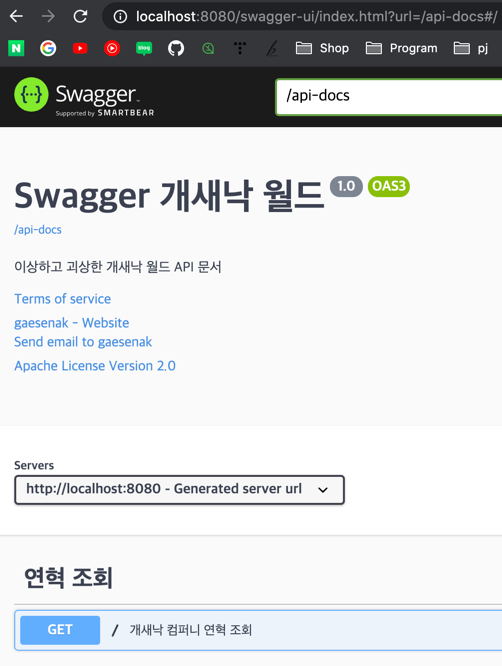 localhost:8080/swagger-ui/index.html?url=/api-docs#/
N G blog Shop Program pj
{···} Swagger
Supported by SMARTBEAR
/api-docs
Swagger 개새낙 월드 1.0 OAS3
/api-docs
이상하고 괴상한 개새낙 월드 API 문서
Terms of service
gaesenak - Website
Send email to gaesenak
Apache License Version 2.0
Servers
http://localhost:8080 - Generated server url
연혁 조회
GET / 개새낙 컴퍼니 연혁 조회